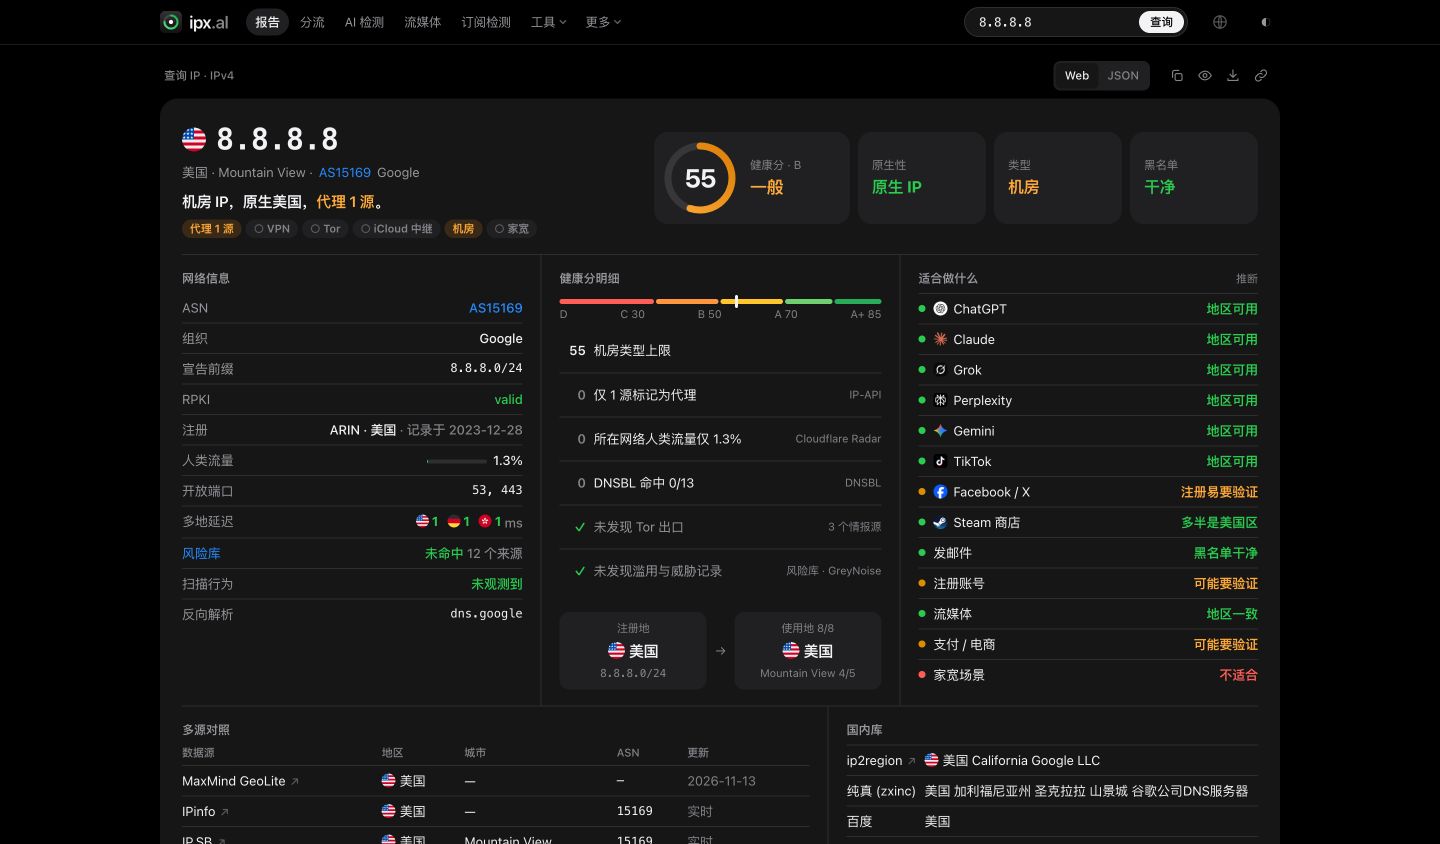 ipx.al 报告 分流 AI 检测 流媒体 订阅检测 工具 更多 8.8.8.8 查询
查询 IP · IPv4 Web JSON
8.8.8.8
美国 · Mountain View · AS15169 Google
机房 IP，原生美国，代理 1 源。
代理 1 源 VPN Tor iCloud 中继 机房 家宽
55 健康分 · B 一般
原生性 原生 IP
类型 机房
黑名单 干净
网络信息
ASN AS15169
组织 Google
宣告前缀 8.8.8.0/24
RPKI valid
注册 ARIN · 美国 · 记录于 2023-12-28
人类流量 1.3%
开放端口 53, 443
多地延迟 1 1 1 ms
风险库 未命中 12 个来源
扫描行为 未观测到
反向解析 dns.google
健康分明细
D C 30 B 50 A 70 A+ 85
55 机房类型上限
0 仅 1 源标记为代理 IP-API
0 所在网络人类流量仅 1.3% Cloudflare Radar
0 DNSBL 命中 0/13 DNSBL
未发现 Tor 出口 3 个情报源
未发现滥用与威胁记录 风险库 · GreyNoise
注册地
美国
8.8.8.0/24
→
使用地 8/8
美国
Mountain View 4/5
适合做什么 推断
ChatGPT 地区可用
Claude 地区可用
Grok 地区可用
Perplexity 地区可用
Gemini 地区可用
TikTok 地区可用
Facebook / X 注册易要验证
Steam 商店 多半是美国区
发邮件 黑名单干净
注册账号 可能要验证
流媒体 地区一致
支付 / 电商 可能要验证
家宽场景 不适合
多源对照
数据源 地区 城市 ASN 更新
MaxMind GeoLite ↗ 美国 — — 2026-11-13
IPinfo ↗ 美国 — 15169 实时
IP.SB ↗ 美国 Mountain View 15169 实时
国内库
ip2region ↗ 美国 California Google LLC
纯真 (zxinc) 美国 加利福尼亚州 圣克拉拉 山景城 谷歌公司DNS服务器
百度 美国